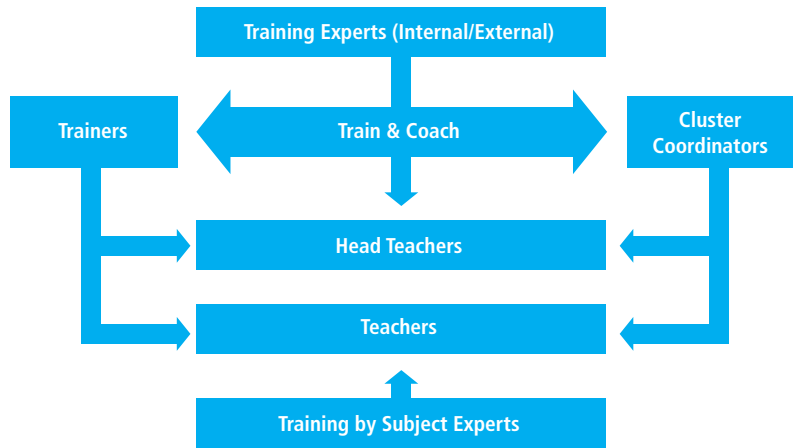 Training Experts (Internal/External)
Trainers
Train & Coach
Cluster
Coordinators
Head Teachers
Teachers
Training by Subject Experts